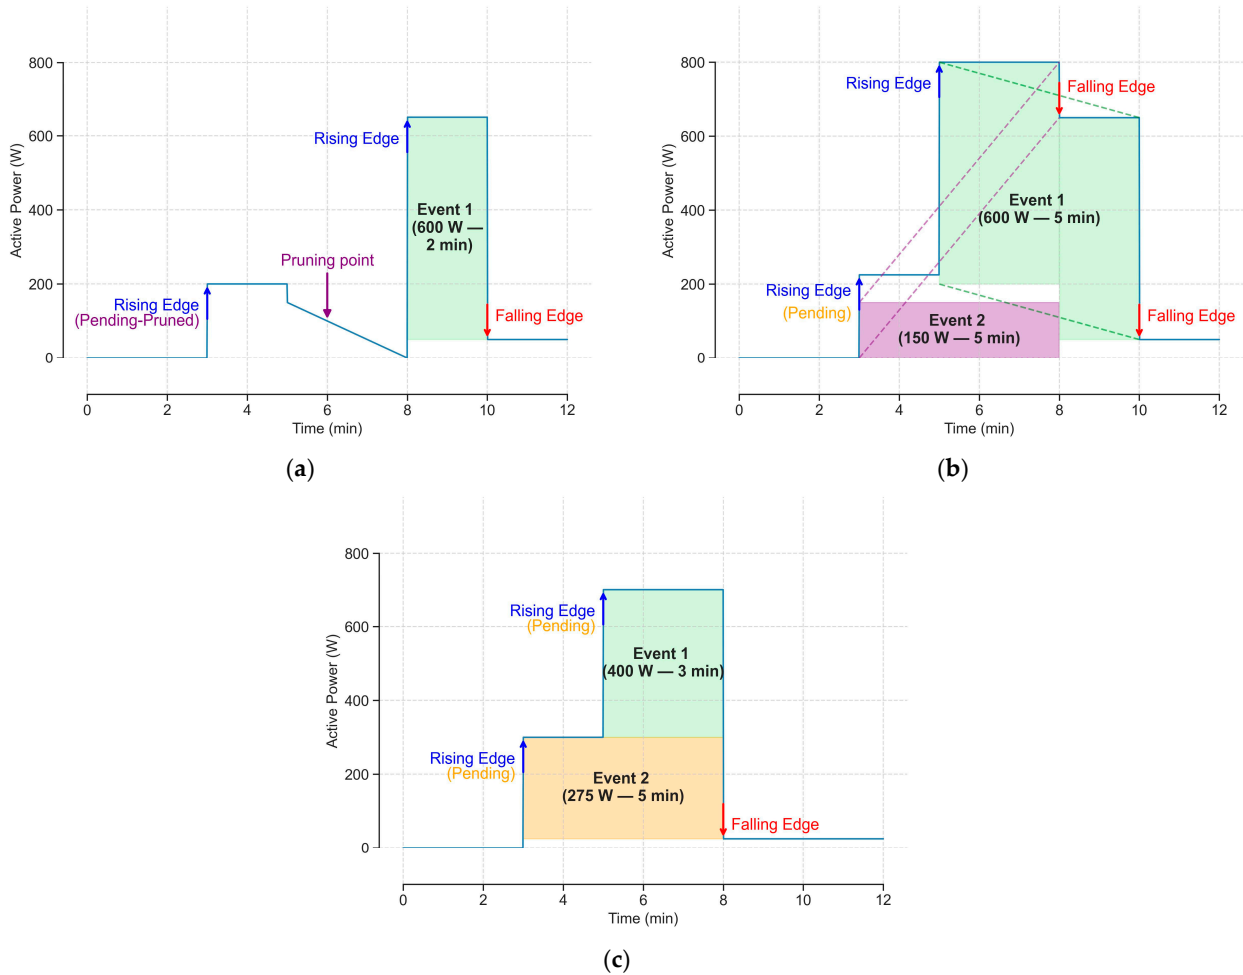 800
600
400
200
0
Active Power (W)
Rising Edge
Event 1
(600 W —
2 min)
Pruning point
Rising Edge
(Pending-Pruned)
Falling Edge
0 2 4 6 8 10 12
Time (min)
(a)
800
600
400
200
0
Active Power (W)
Rising Edge
Falling Edge
Event 1
(600 W — 5 min)
Rising Edge
(Pending)
Event 2
(150 W — 5 min)
Falling Edge
0 2 4 6 8 10 12
Time (min)
(b)
800
600
400
200
0
Active Power (W)
Rising Edge
(Pending)
Event 1
(400 W — 3 min)
Rising Edge
(Pending)
Event 2
(275 W — 5 min)
Falling Edge
0 2 4 6 8 10 12
Time (min)
(c)